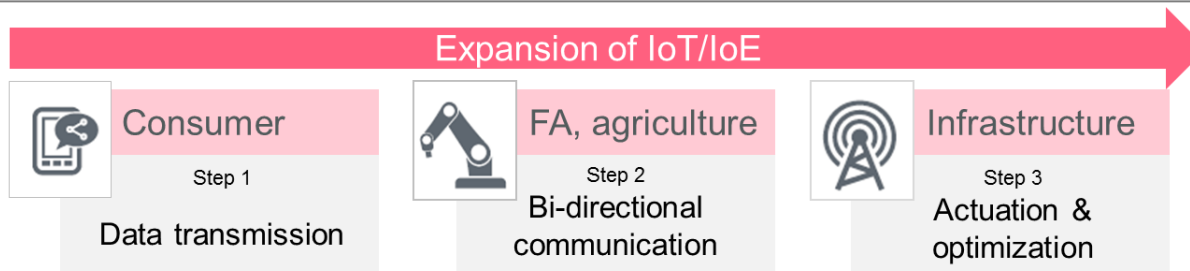 Expansion of IoT/IoE
Consumer
Step 1
Data transmission
FA, agriculture
Step 2
Bi-directional
communication
Infrastructure
Step 3
Actuation &
optimization